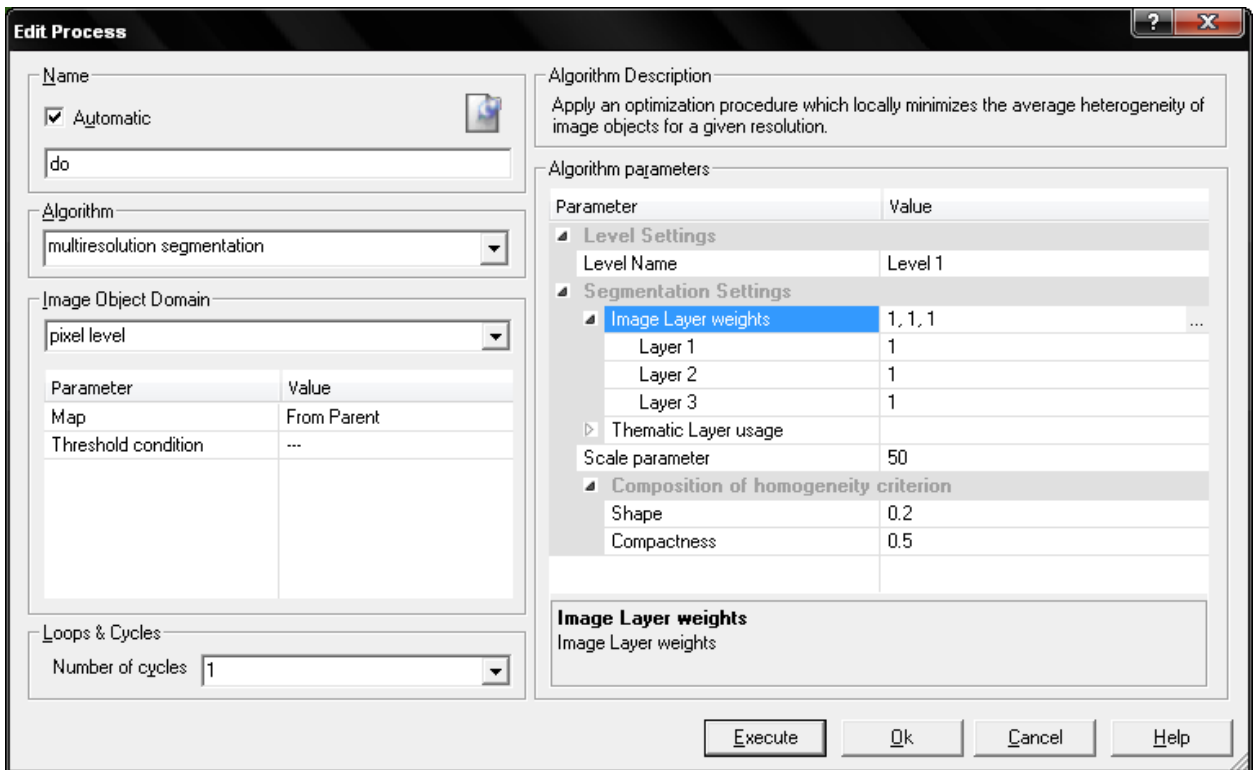 Edit Process
?
X
Name
Automatic
do
Algorithm
multiresolution segmentation
Image Object Domain
pixel level
Parameter Value
Map From Parent
Threshold condition ---
Loops & Cycles
Number of cycles 1
Algorithm Description
Apply an optimization procedure which locally minimizes the average heterogeneity of
image objects for a given resolution.
Algorithm parameters
Parameter Value
Level Settings
Level Name Level 1
Segmentation Settings
Image Layer weights 1, 1, 1 ...
Layer 1 1
Layer 2 1
Layer 3 1
Thematic Layer usage
Scale parameter 50
Composition of homogeneity criterion
Shape 0.2
Compactness 0.5
Image Layer weights
Image Layer weights
Execute Ok Cancel Help